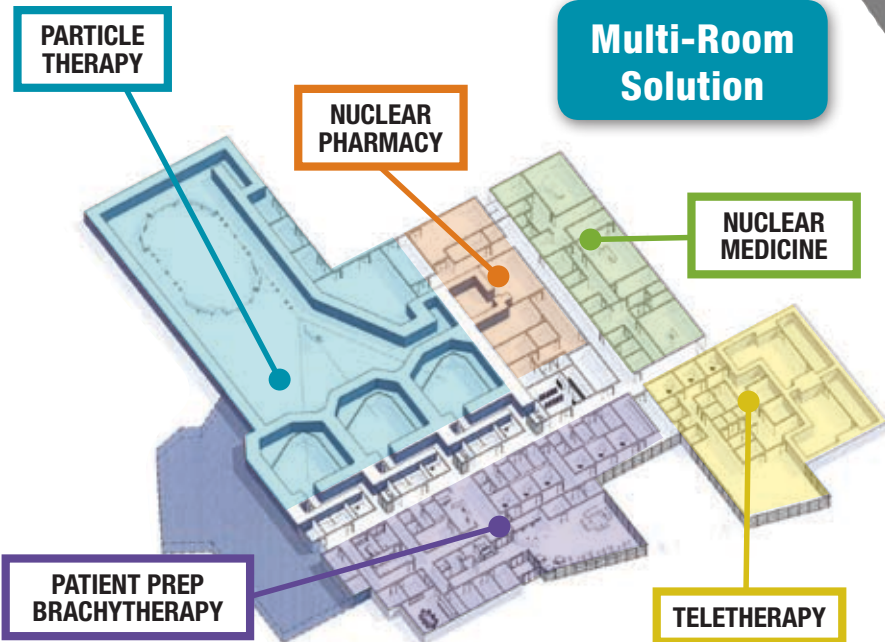 PARTICLE
THERAPY
Multi-Room
Solution
NUCLEAR
PHARMACY
NUCLEAR
MEDICINE
PATIENT PREP
BRACHYTHERAPY
TELETHERAPY